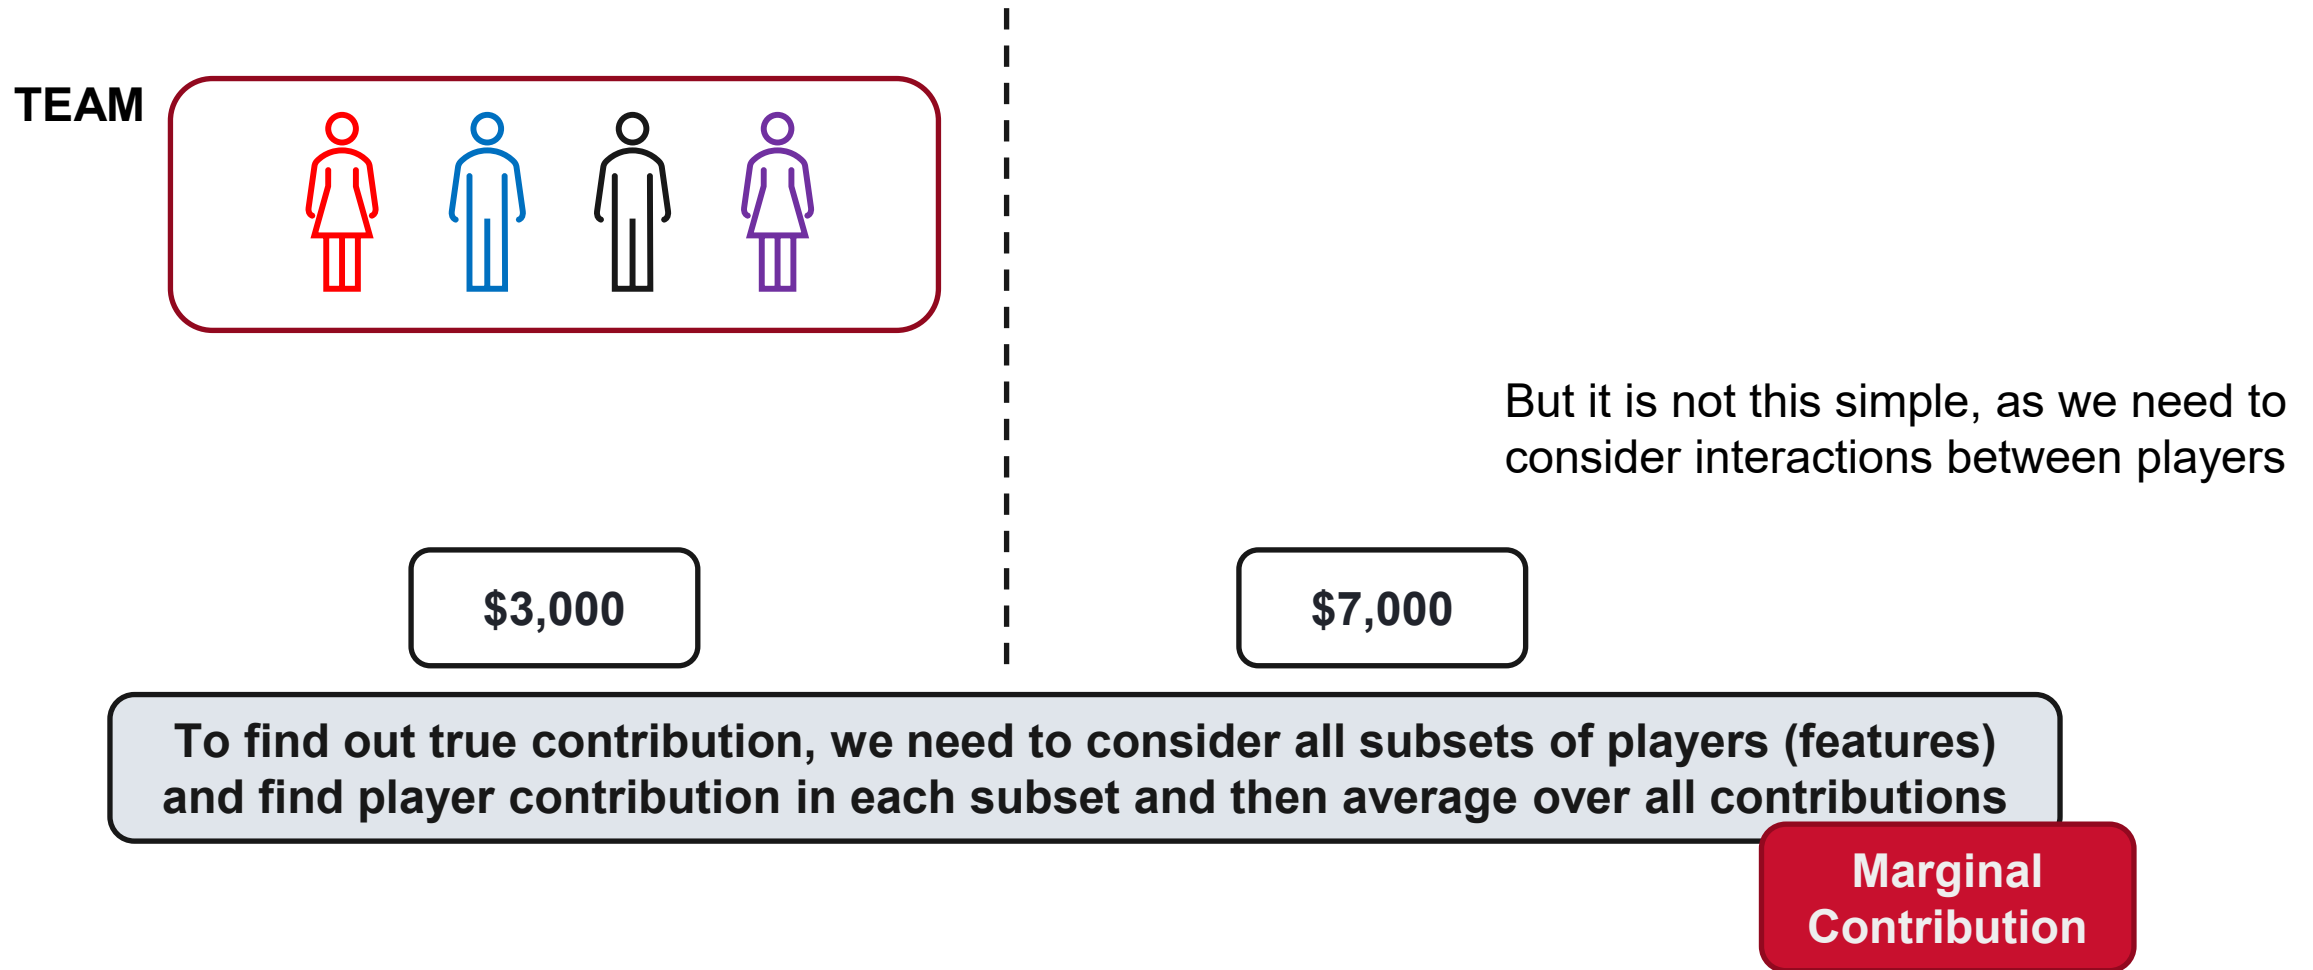 TEAM
But it is not this simple, as we need to
consider interactions between players
$3,000
$7,000
To find out true contribution, we need to consider all subsets of players (features)
and find player contribution in each subset and then average over all contributions
Marginal
Contribution